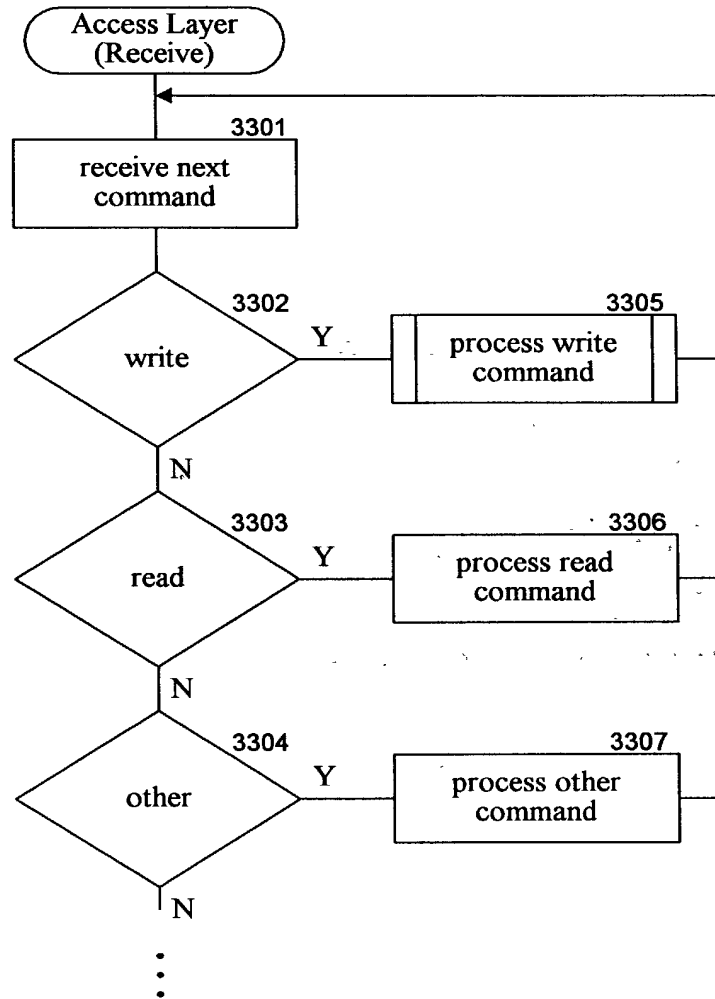 Access Layer
(Receive)
3301
receive next
command
3302
write
Y
3305
process write
command
N
3303
read
Y
3306
process read
command
N
3304
other
Y
3307
process other
command
N